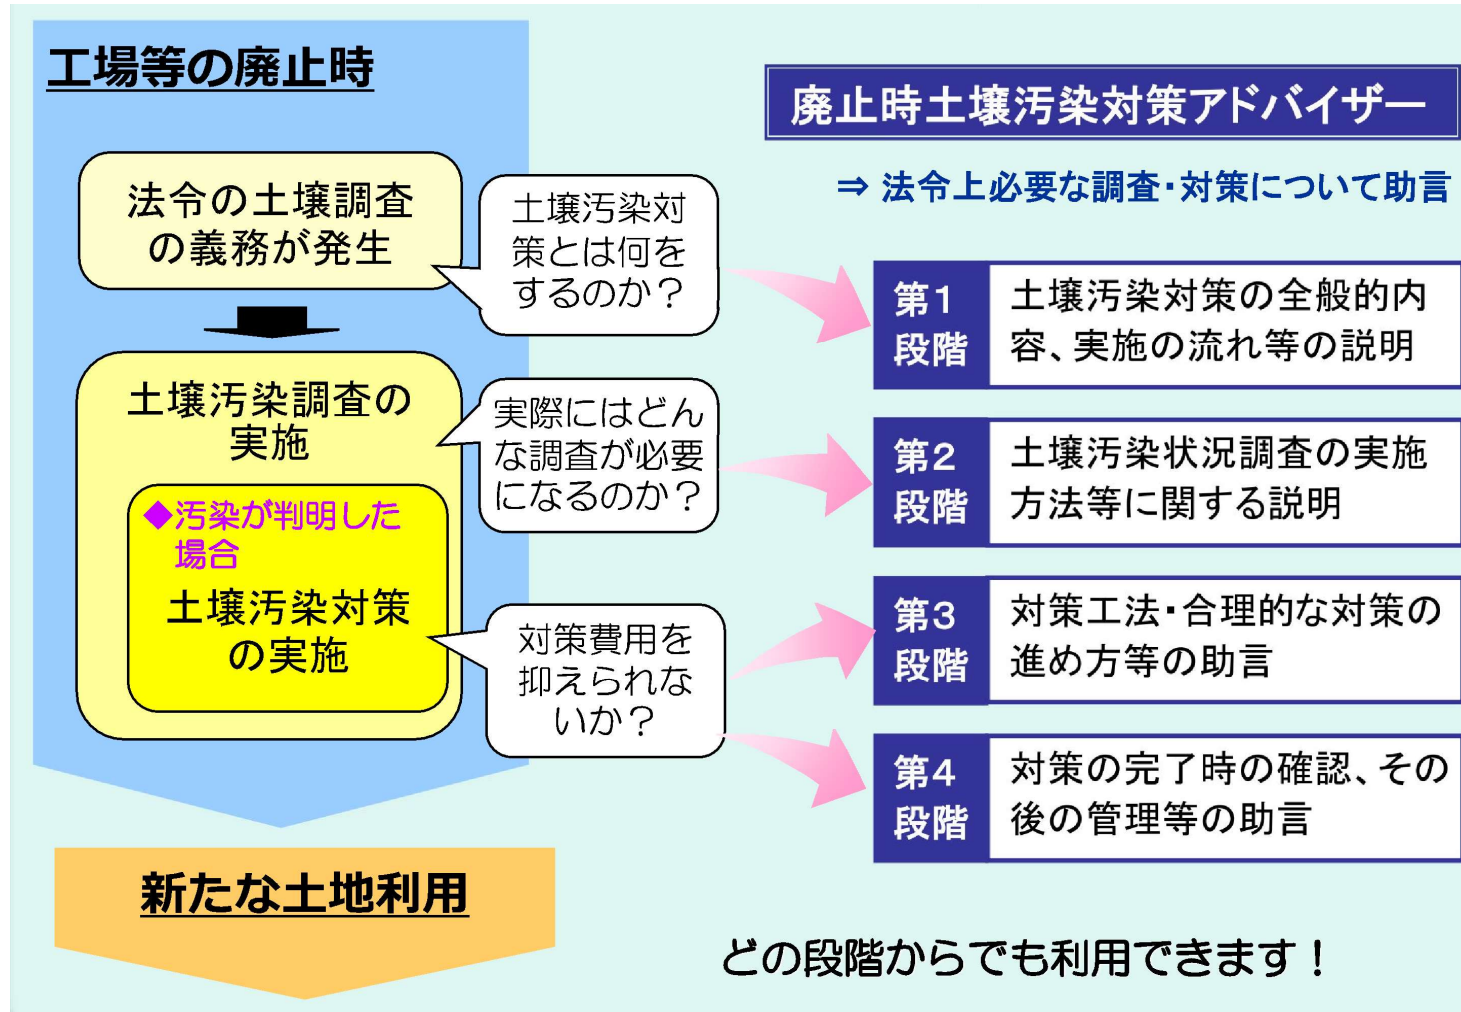 工場等の廃止時
法令の土壌調査
の義務が発生
土壌汚染対
策とは何を
するのか？
土壌汚染調査の
実施
実際にはどん
な調査が必要
になるのか？
◆汚染が判明した
場合
土壌汚染対策
の実施
対策費用を
抑えられな
いか？
新たな土地利用
廃止時土壌汚染対策アドバイザー
⇒ 法令上必要な調査・対策について助言
第1
段階
土壌汚染対策の全般的内
容、実施の流れ等の説明
第2
段階
土壌汚染状況調査の実施
方法等に関する説明
第3
段階
対策工法・合理的な対策の
進め方等の助言
第4
段階
対策の完了時の確認、その
後の管理等の助言
どの段階からでも利用できます！